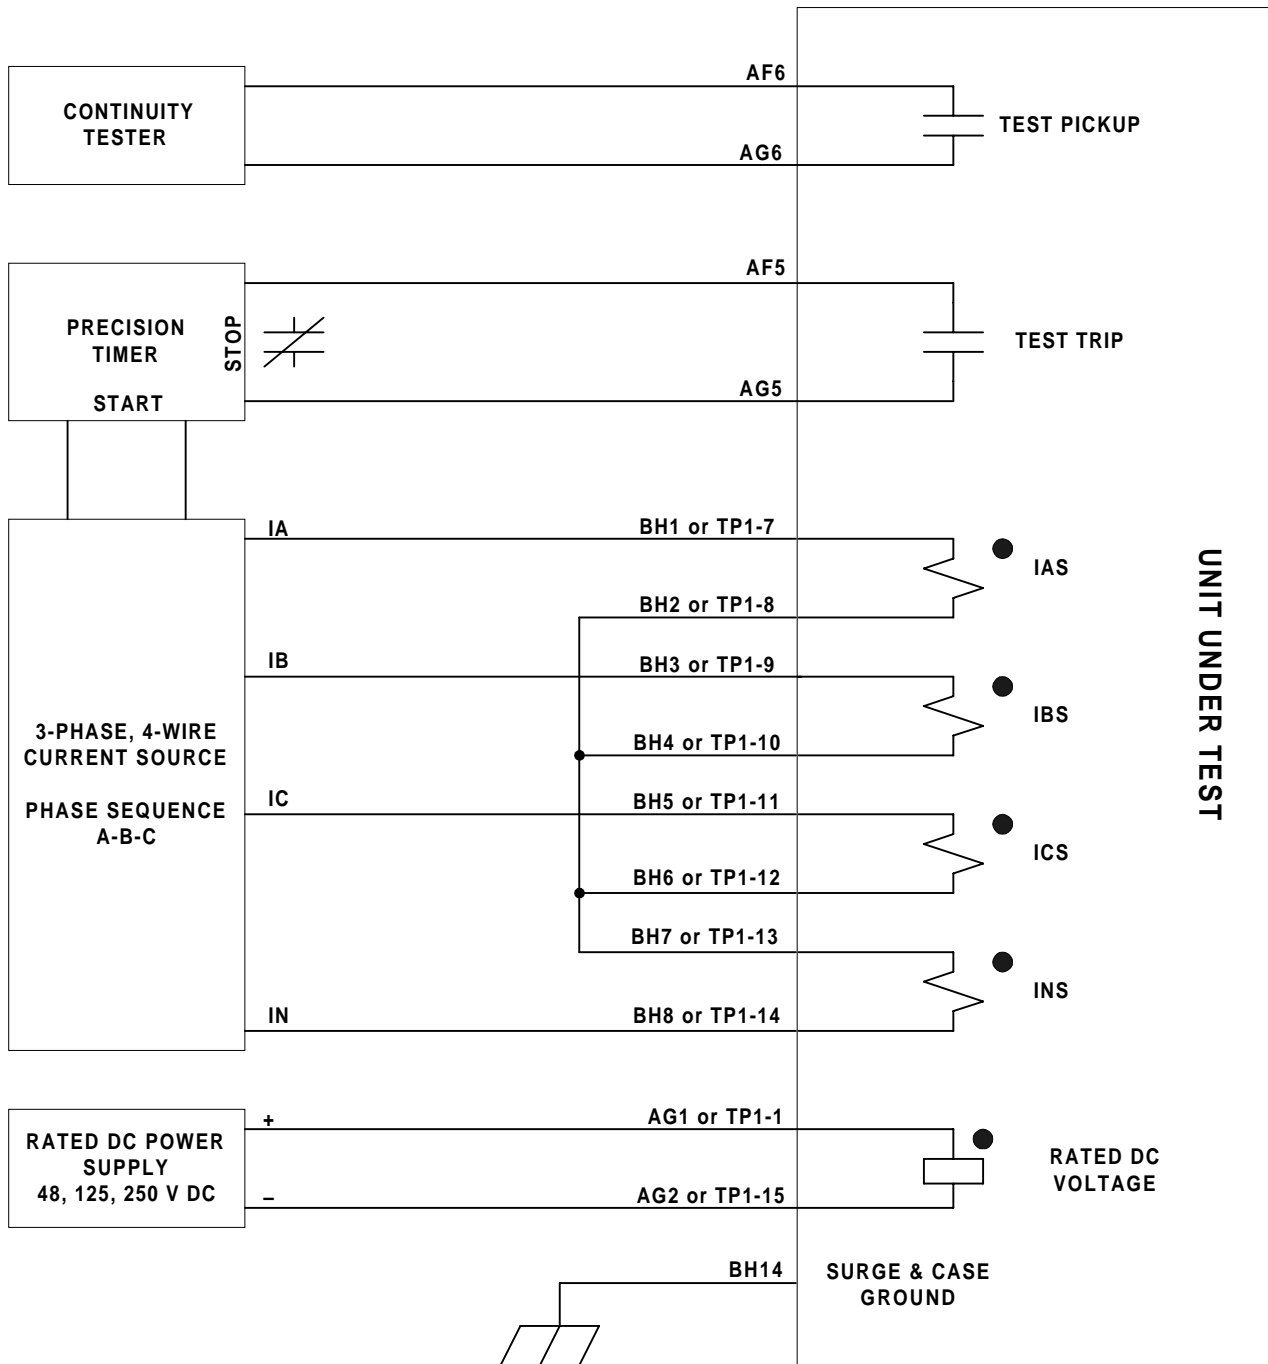 AF6
CONTINUITY
TESTER
TEST PICKUP
AG6
AF5
PRECISION
TIMER
STOP
TEST TRIP
AG5
START
IA
BH1 or TP1-7
IAS
BH2 or TP1-8
IB
BH3 or TP1-9
IBS
3-PHASE, 4-WIRE
CURRENT SOURCE
BH4 or TP1-10
UNIT UNDER TEST
IC
BH5 or TP1-11
PHASE SEQUENCE
A-B-C
ICS
BH6 or TP1-12
BH7 or TP1-13
INS
IN
BH8 or TP1-14
+
AG1 or TP1-1
RATED DC POWER
SUPPLY
48, 125, 250 V DC
RATED DC
VOLTAGE
–
AG2 or TP1-15
BH14
SURGE & CASE
GROUND